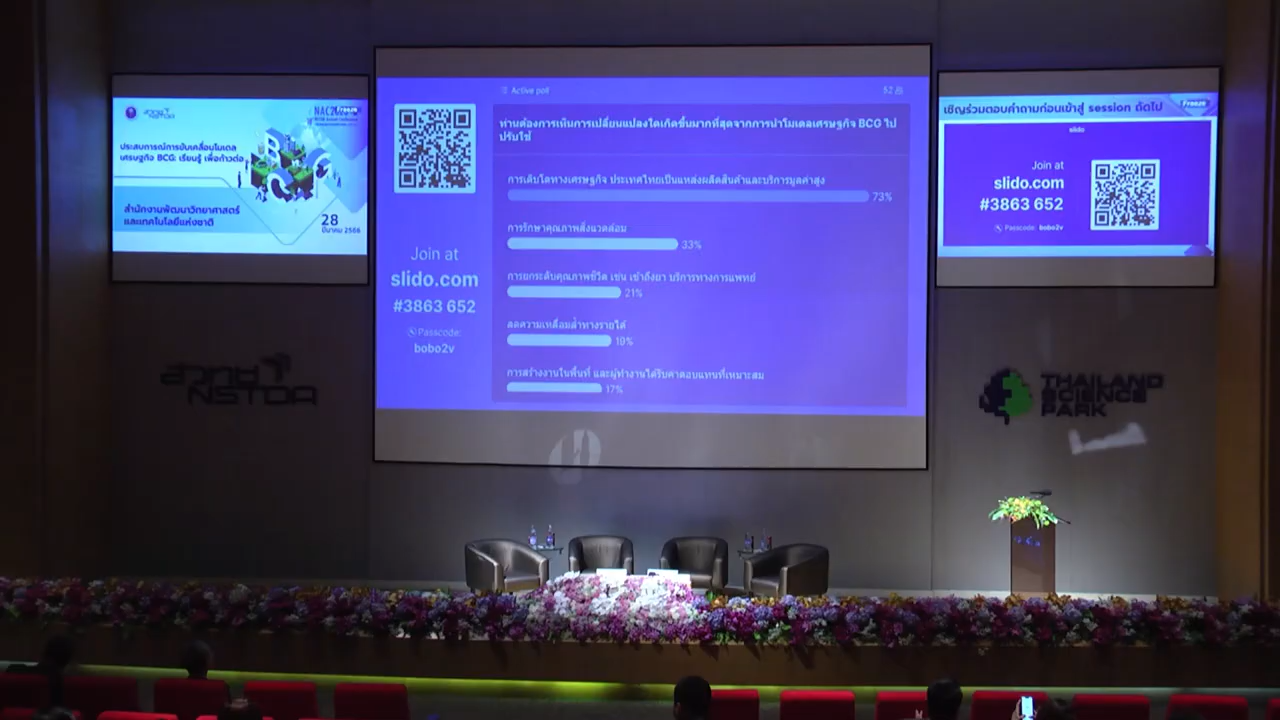 สวทช
NSTDA
NAC2023
Freeze
ประสบการณ์การขับเคลื่อนโมเดล
เศรษฐกิจ BCG: เรียนรู้ เพื่อก้าวต่อ
สำนักงานพัฒนาวิทยาศาสตร์
และเทคโนโลยีแห่งชาติ
28
มีนาคม 2566
Active poll
52
ท่านต้องการเห็นการเปลี่ยนแปลงใดเกิดขึ้นมากที่สุดจากการนำโมเดลเศรษฐกิจ BCG ไป
ปรับใช้
การเติบโตทางเศรษฐกิจ ประเทศไทยเป็นแหล่งผลิตสินค้าและบริการมูลค่าสูง
73%
การรักษาคุณภาพสิ่งแวดล้อม
33%
การยกระดับคุณภาพชีวิต เช่น เข้าถึงยา บริการทางการแพทย์
21%
ลดความเหลื่อมล้ำทางรายได้
19%
การสร้างงานในพื้นที่ และผู้ทำงานได้รับค่าตอบแทนที่เหมาะสม
17%
Join at
slido.com
#3863 652
Passcode:
bobo2v
เชิญร่วมตอบคำถามก่อนเข้าสู่ session ถัดไป
Freeze
slido
Join at
slido.com
#3863 652
Passcode: bobo2v
สวทช
NSTDA
THAILAND
SCIENCE
PARK